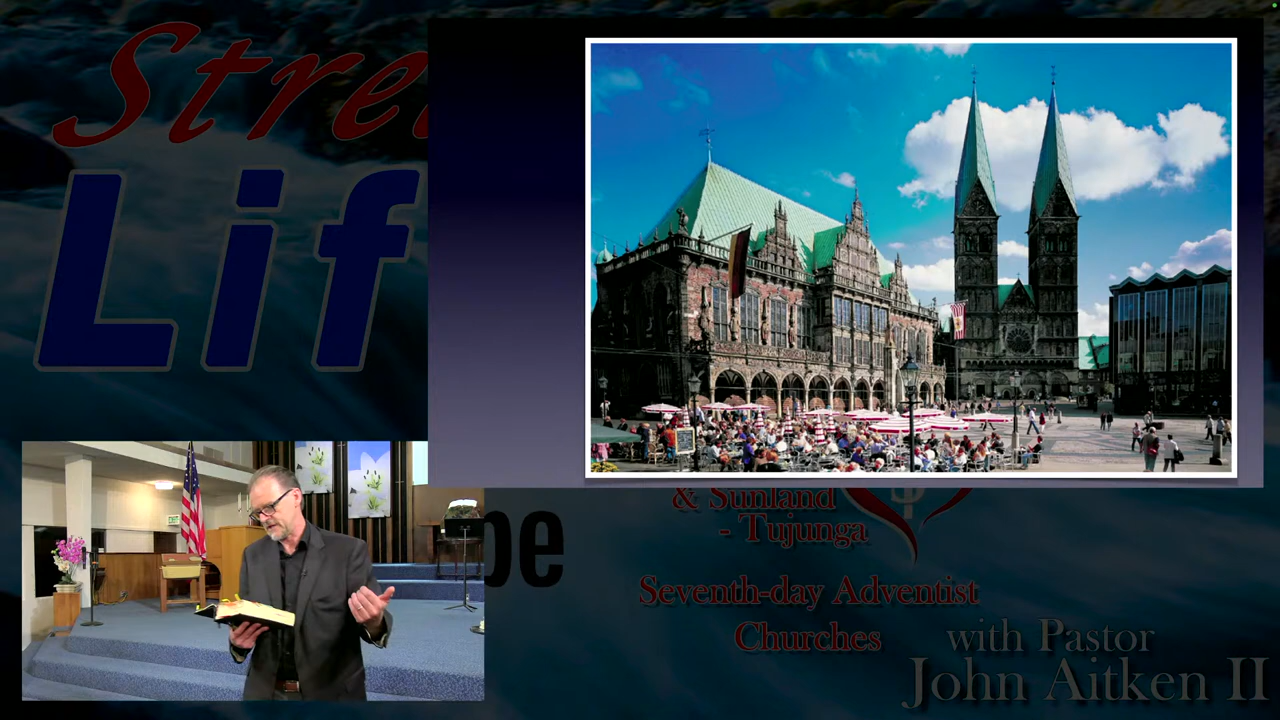 Stre
Lif
pe
& Sunland
- Tujunga
Seventh-day Adventist
Churches
with Pastor
John Aitken II